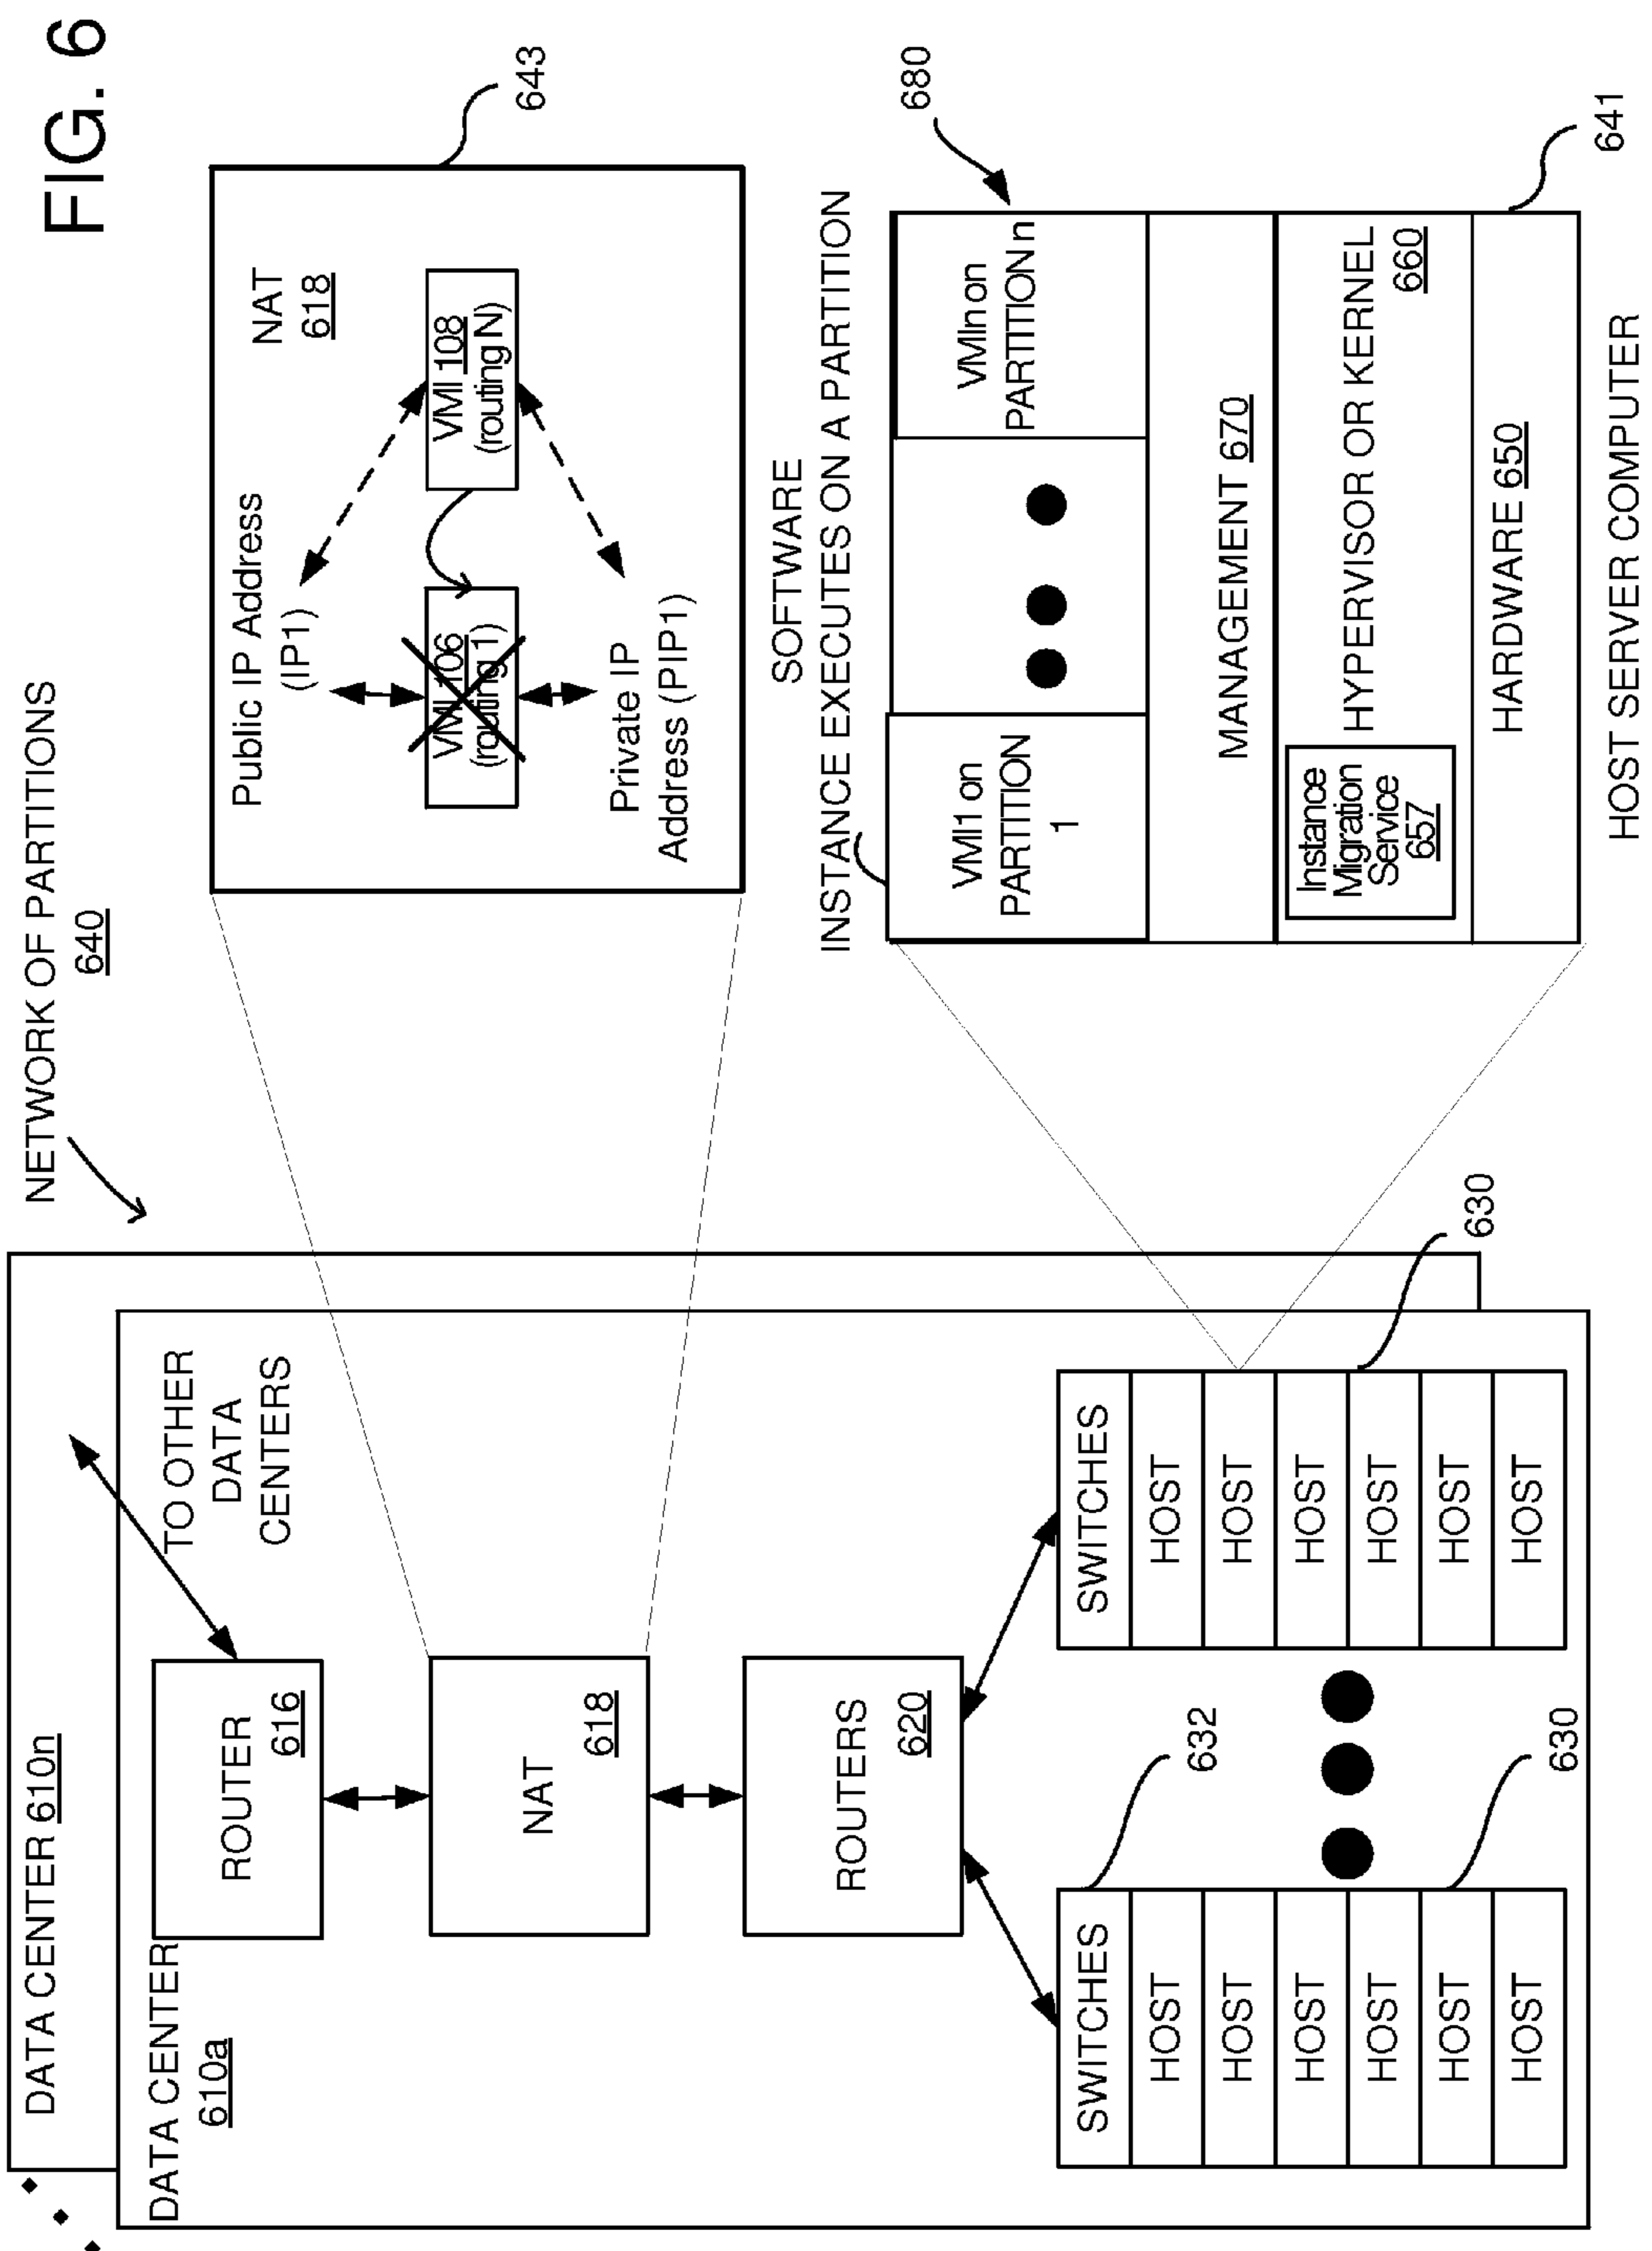 FIG. 6
NETWORK OF PARTITIONS
640
DATA CENTER 610n
DATA CENTER
610a
TO OTHER
DATA
CENTERS
ROUTER
616
NAT
618
ROUTERS
620
632
SWITCHES
HOST
HOST
HOST
HOST
HOST
HOST
630
SWITCHES
HOST
HOST
HOST
HOST
HOST
HOST
630
643
NAT
618
Public IP Address
(IP1)
VMI 106
(routing 1)
VMI 108
(routing N)
Private IP
Address (PIP1)
SOFTWARE
INSTANCE EXECUTES ON A PARTITION
680
VMI1 on
PARTITION
1
VMIn on
PARTITION n
MANAGEMENT 670
Instance
Migration
Service
657
HYPERVISOR OR KERNEL
660
HARDWARE 650
641
HOST SERVER COMPUTER